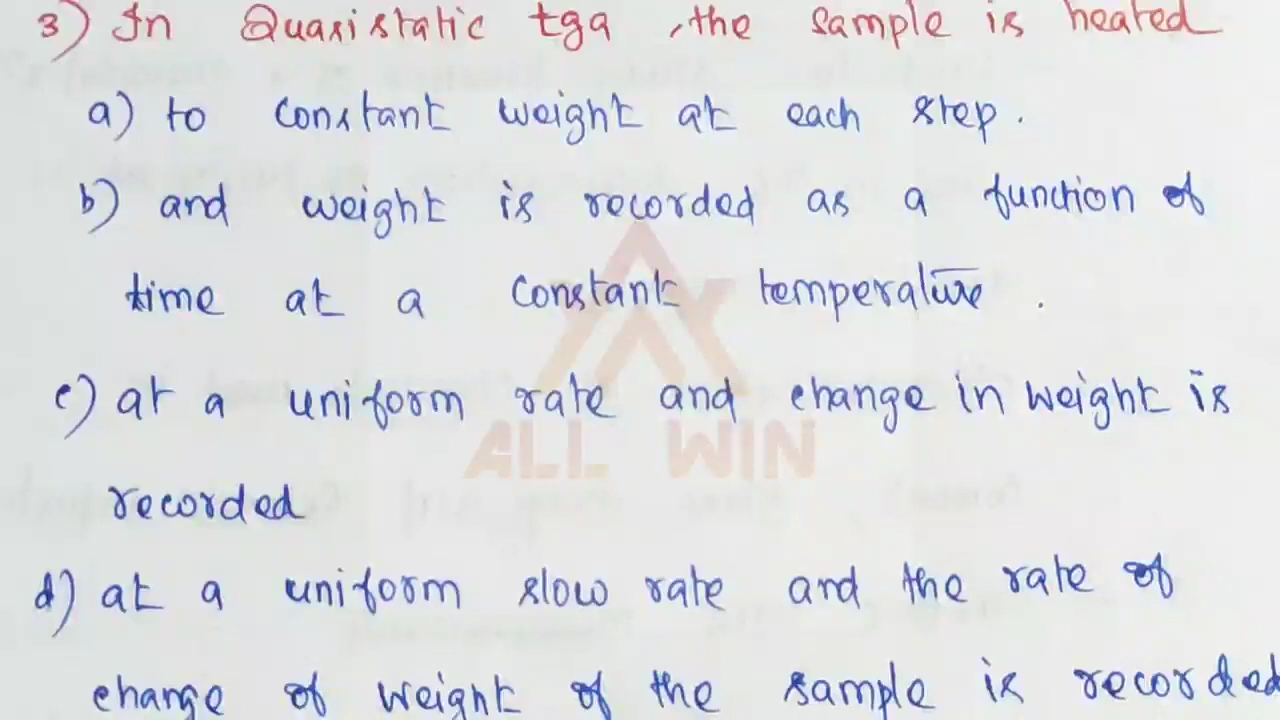 3) In Quasistatic tga, the sample is heated
a) to constant weight at each step.
b) and weight is recorded as a function of
time at a constant temperature.
c) at a uniform rate and change in weight is
recorded
d) at a uniform slow rate and the rate of
change of weight of the sample is recorded
ALL WIN